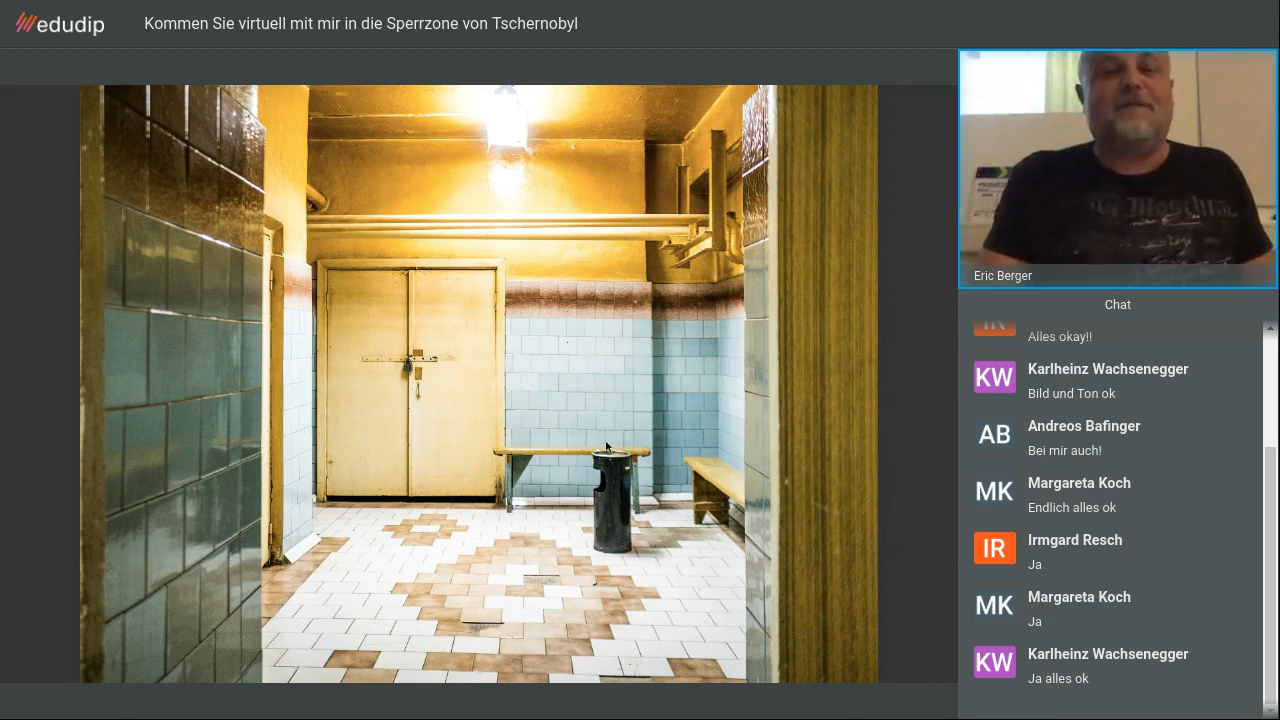 edudip
Kommen Sie virtuell mit mir in die Sperrzone von Tschernobyl
Eric Berger
Chat
IR
Alles okay!!
KW
Karlheinz Wachsenegger
Bild und Ton ok
AB
Andreos Bafinger
Bei mir auch!
MK
Margareta Koch
Endlich alles ok
IR
Irmgard Resch
Ja
MK
Margareta Koch
Ja
KW
Karlheinz Wachsenegger
Ja alles ok